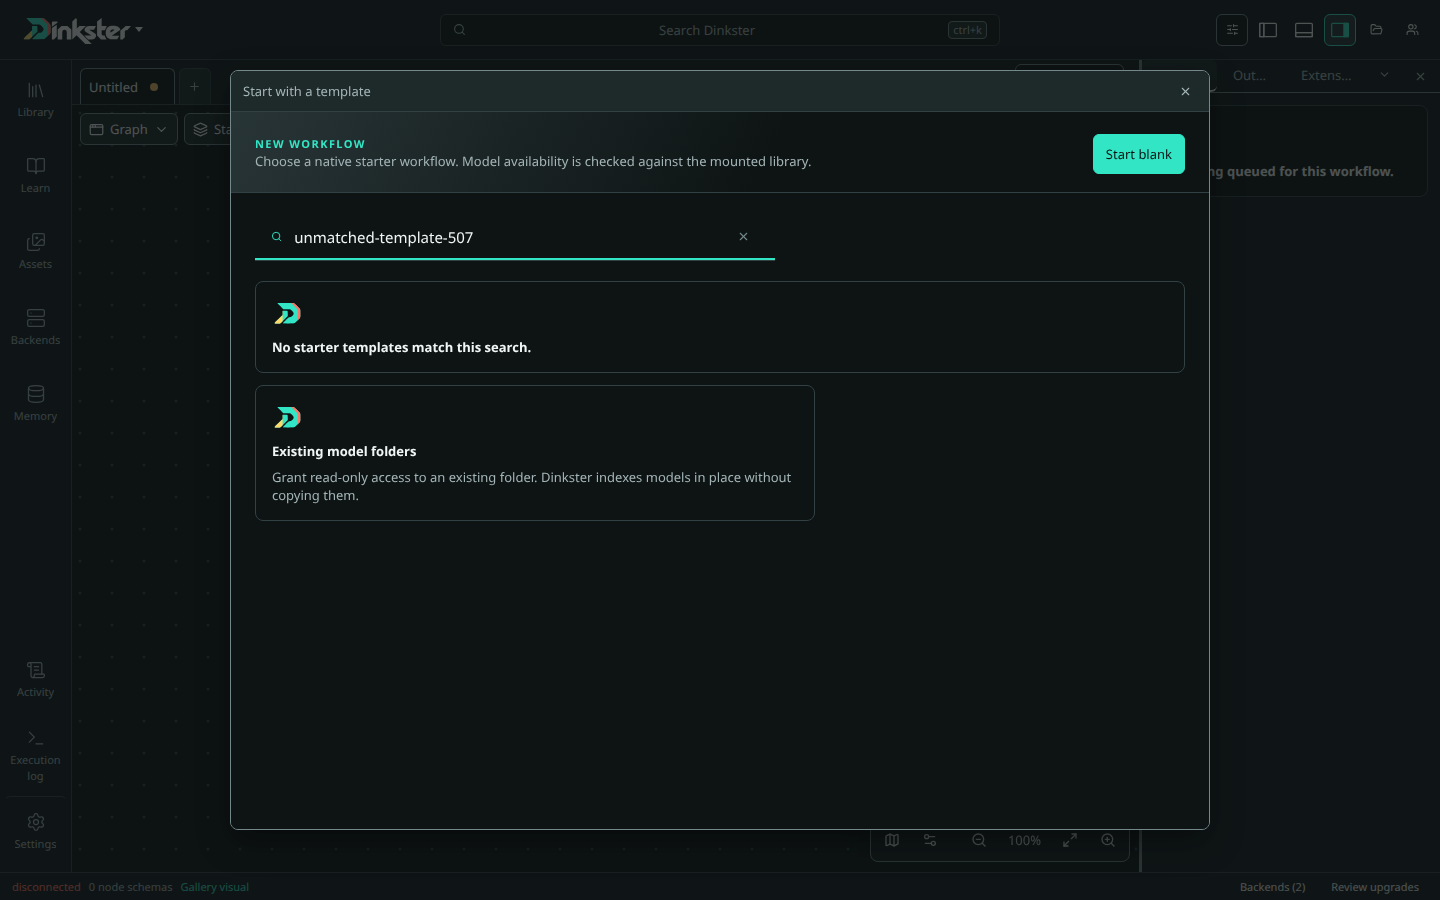 Dinkster
Search Dinkster
ctrl+k
Library
Learn
Assets
Backends
Memory
Activity
Execution
log
Settings
Untitled
+
Graph
Sta
Out...
Extens...
ng queued for this workflow.
Start with a template
NEW WORKFLOW
Choose a native starter workflow. Model availability is checked against the mounted library.
Start blank
unmatched-template-507
No starter templates match this search.
Existing model folders
Grant read-only access to an existing folder. Dinkster indexes models in place without
copying them.
100%
disconnected
0 node schemas
Gallery visual
Backends (2)
Review upgrades